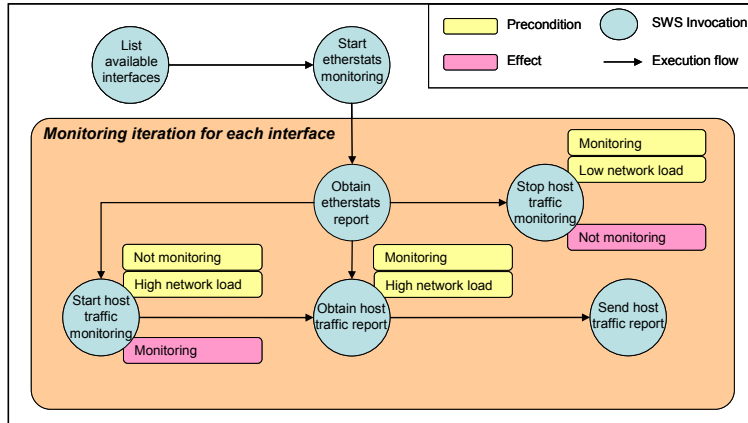 List
available
interfaces
Start
etherstats
monitoring
Precondition
SWS Invocation
Effect
Execution flow
Monitoring iteration for each interface
Obtain
etherstats
report
Monitoring
Low network load
Stop host
traffic
monitoring
Not monitoring
Not monitoring
High network load
Start host
traffic
monitoring
Monitoring
Monitoring
High network load
Obtain host
traffic report
Send host
traffic report